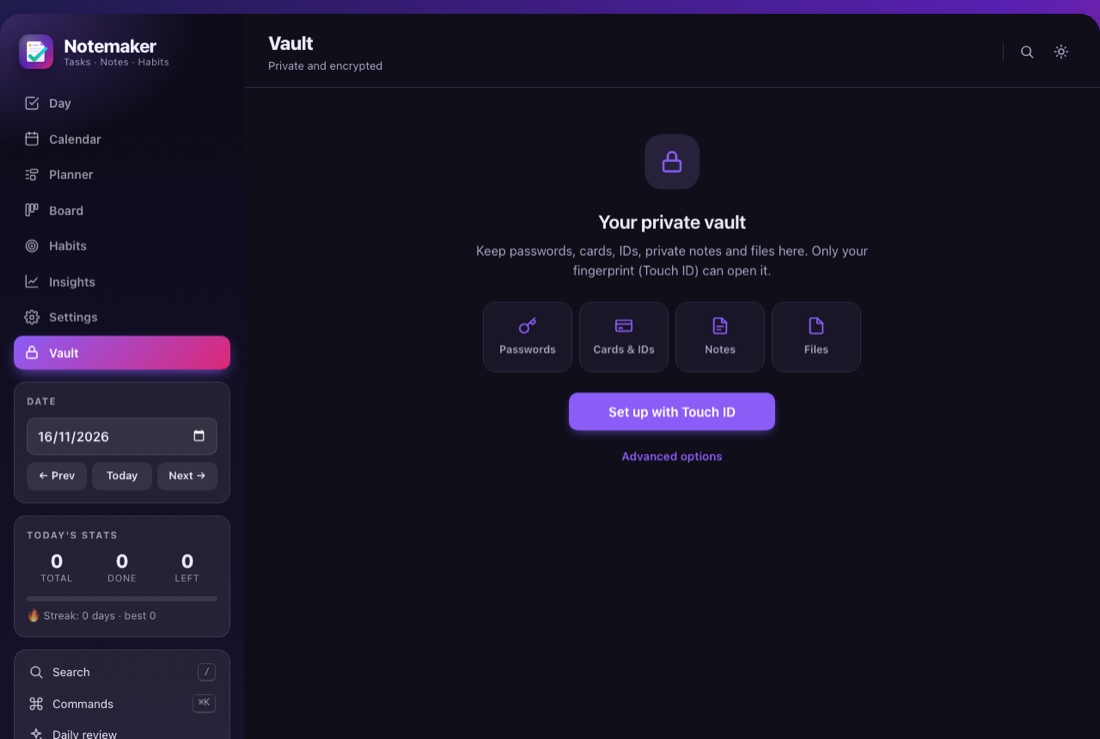 Notemaker
Tasks · Notes · Habits
Day
Calendar
Planner
Board
Habits
Insights
Settings
Vault
DATE
16/11/2026
← Prev
Today
Next →
TODAY'S STATS
0
0
0
TOTAL
DONE
LEFT
🔥 Streak: 0 days · best 0
Search
/
Commands
⌘K
Daily review
Vault
Private and encrypted
Your private vault
Keep passwords, cards, IDs, private notes and files here. Only your
fingerprint (Touch ID) can open it.
Passwords
Cards & IDs
Notes
Files
Set up with Touch ID
Advanced options